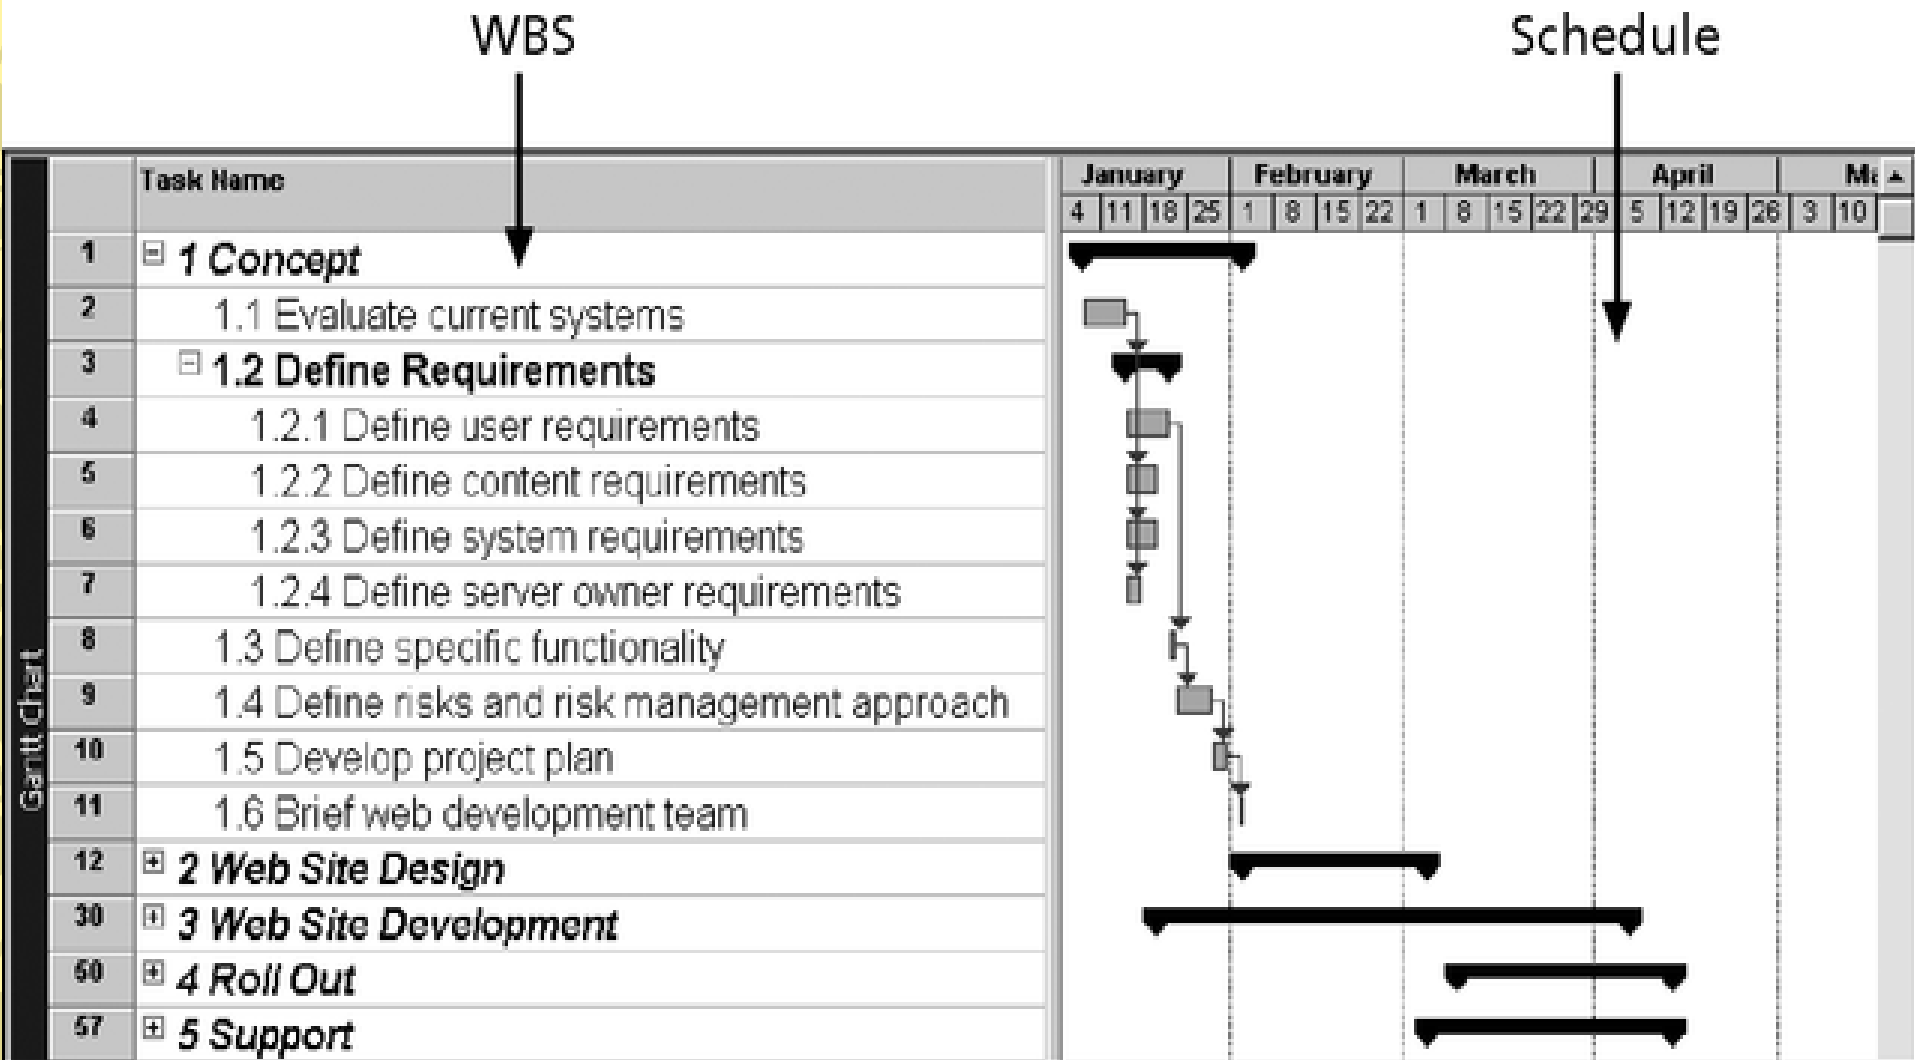 WBS
Schedule
Task Name
January February March April Ma
4 11 18 25 1 8 15 22 1 8 15 22 29 5 12 19 26 3 10
1 1 Concept
2 1.1 Evaluate current systems
3 1.2 Define Requirements
4 1.2.1 Define user requirements
5 1.2.2 Define content requirements
6 1.2.3 Define system requirements
7 1.2.4 Define server owner requirements
8 1.3 Define specific functionality
9 1.4 Define risks and risk management approach
10 1.5 Develop project plan
11 1.6 Brief web development team
12 2 Web Site Design
30 3 Web Site Development
50 4 Roll Out
57 5 Support
Gantt Chart